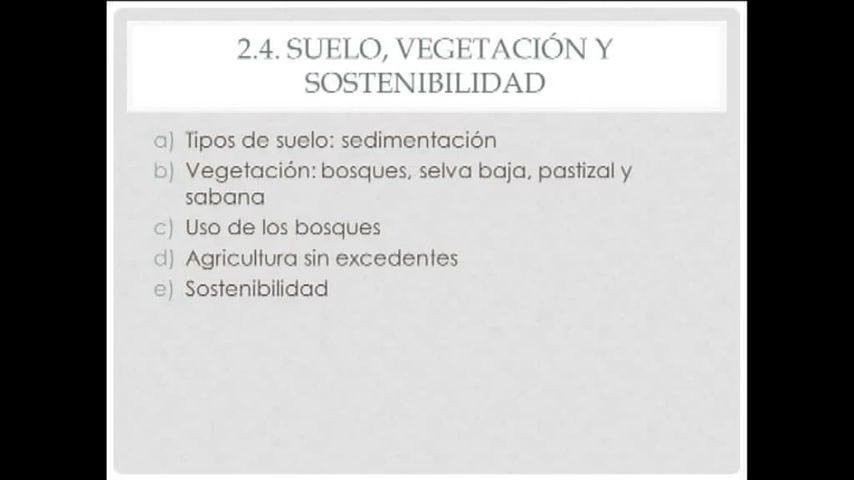 2.4. SUELO, VEGETACIÓN Y
SOSTENIBILIDAD
a) Tipos de suelo: sedimentación
b) Vegetación: bosques, selva baja, pastizal y
sabana
c) Uso de los bosques
d) Agricultura sin excedentes
e) Sostenibilidad